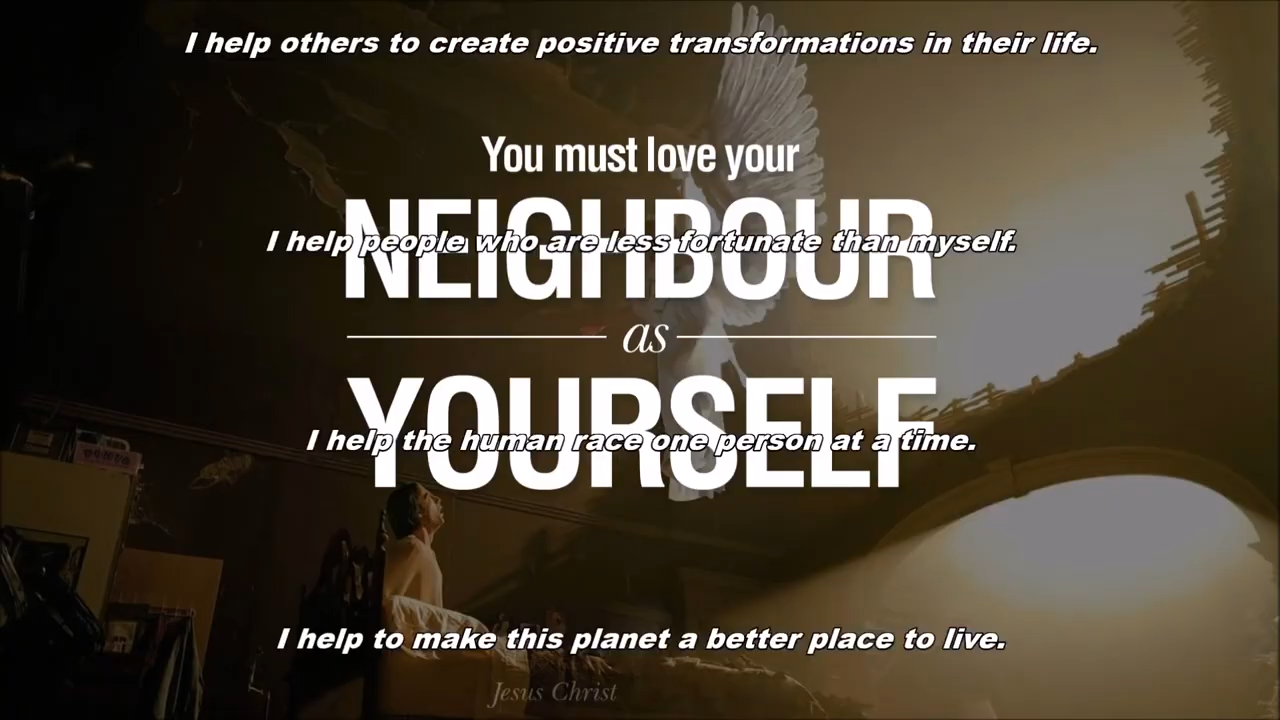 I help others to create positive transformations in their life.
You must love your
NEIGHBOUR
I help people who are less fortunate than myself.
as
YOURSELF
I help the human race one person at a time.
I help to make this planet a better place to live.
Jesus Christ